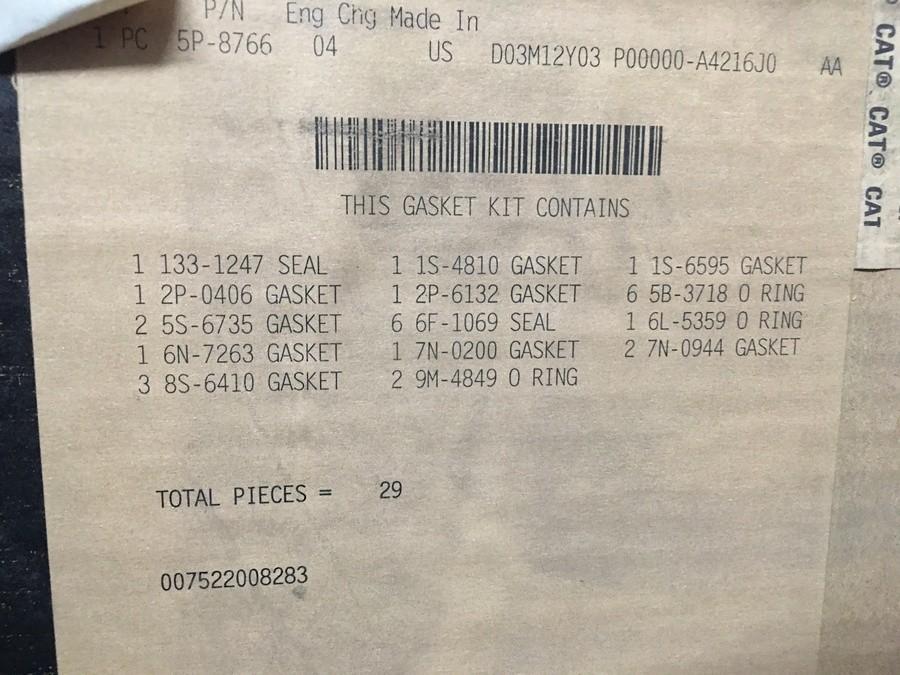 P/N Eng Chg Made In
1 PC 5P-8766 04 US D03M12Y03 P00000-A4216J0 AA
THIS GASKET KIT CONTAINS
1 133-1247 SEAL 1 1S-4810 GASKET 1 1S-6595 GASKET
1 2P-0406 GASKET 1 2P-6132 GASKET 6 5B-3718 O RING
2 5S-6735 GASKET 6 6F-1069 SEAL 1 6L-5359 O RING
1 6N-7263 GASKET 1 7N-0200 GASKET 2 7N-0944 GASKET
3 8S-6410 GASKET 2 9M-4849 O RING
TOTAL PIECES = 29
007522008283
CAT® CAT® CAT